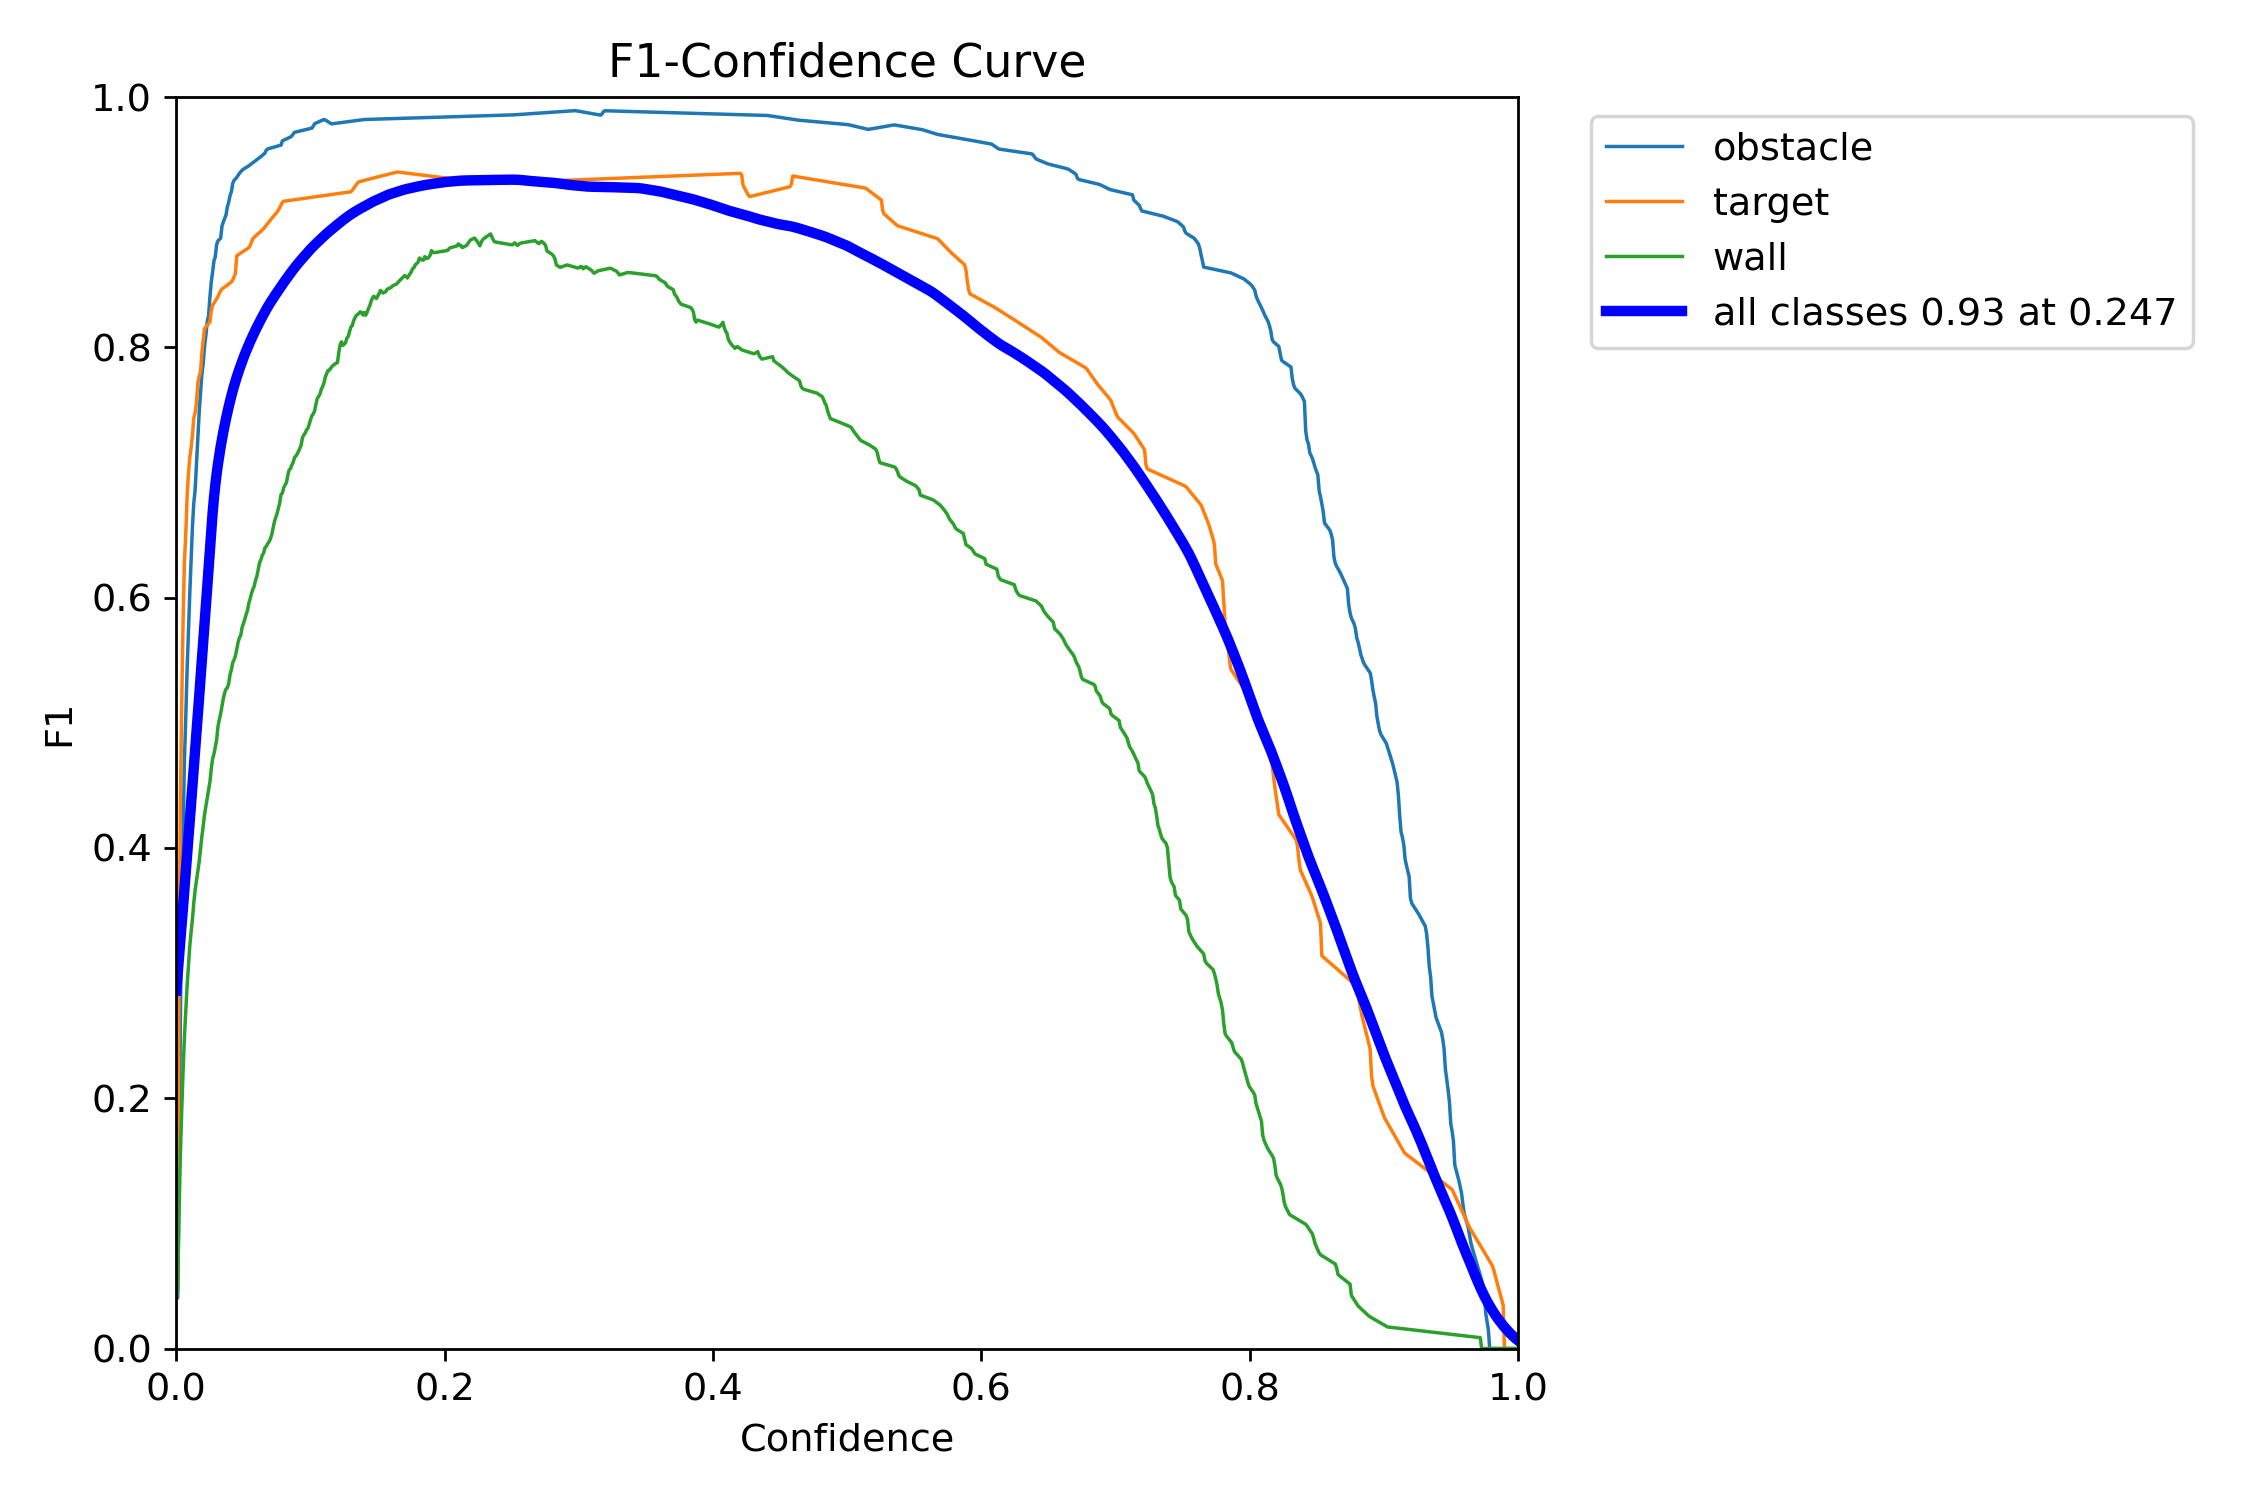 F1-Confidence Curve
1.0
0.8
0.6
0.4
0.2
0.0
F1
0.0 0.2 0.4 0.6 0.8 1.0
Confidence
obstacle
target
wall
all classes 0.93 at 0.247